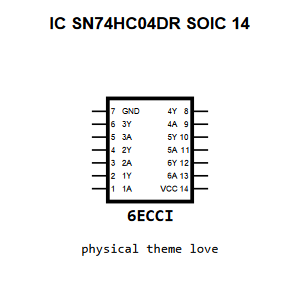 IC SN74HC04DR SOIC 14
7 GND 4Y 8
6 3Y 4A 9
5 3A 5Y 10
4 2Y 5A 11
3 2A 6Y 12
2 1Y 6A 13
1 1A VCC 14
6ECCI
physical theme love